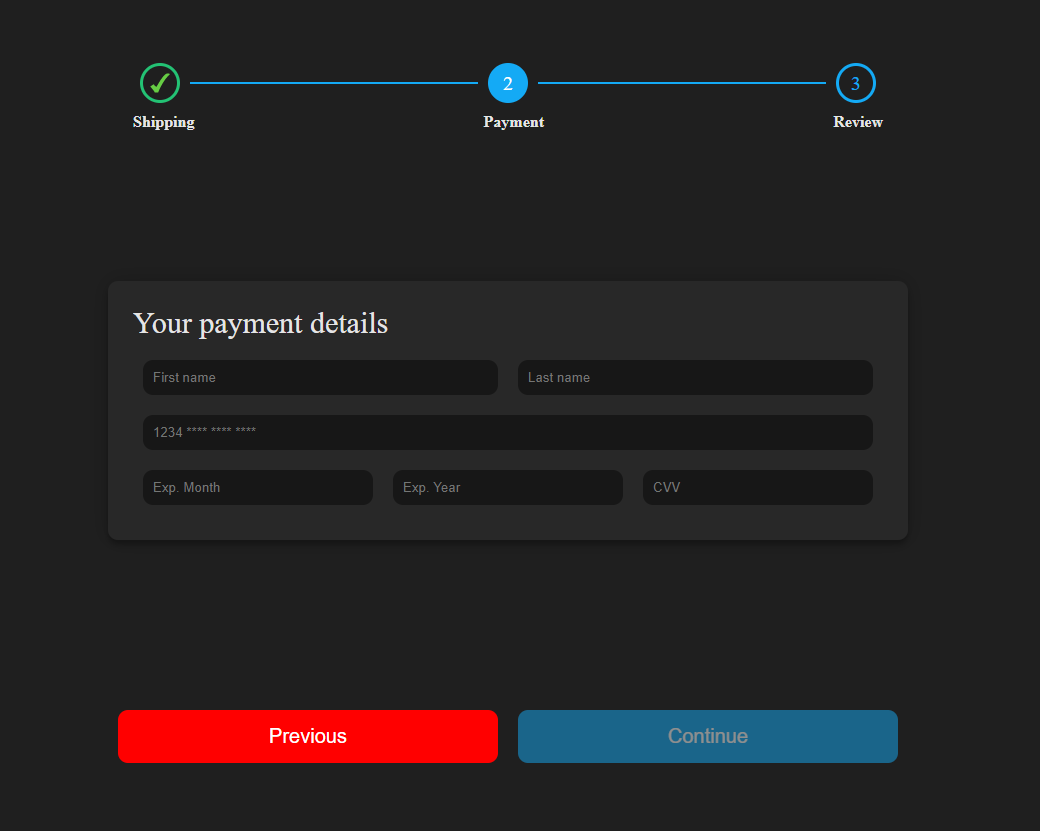 ✓ 2 3
Shipping Payment Review
Your payment details
First name Last name
1234 **** **** ****
Exp. Month Exp. Year CVV
Previous Continue